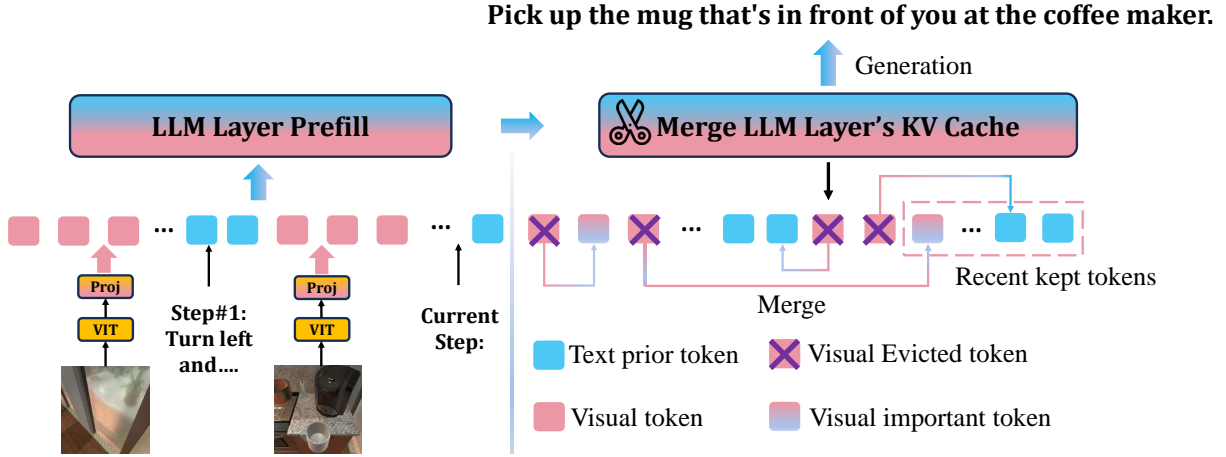 Pick up the mug that's in front of you at the coffee maker.
Generation
LLM Layer Prefill
Merge LLM Layer's KV Cache
...
...
...
...
Proj
VIT
Step#1:
Turn left
and....
Proj
VIT
Current
Step:
Merge
Recent kept tokens
Text prior token
Visual Evicted token
Visual token
Visual important token